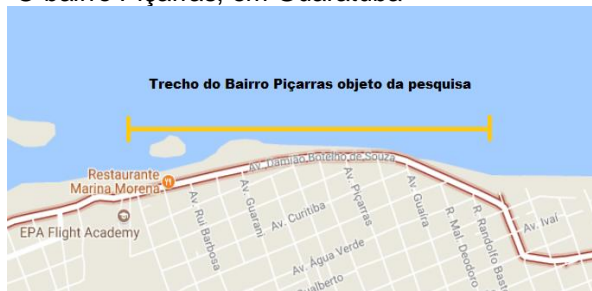 O bairro Piçarras, em Guaratuba
Trecho do Bairro Piçarras objeto da pesquisa
Restaurante
Marina Morena
EPA Flight Academy
Av. Damião Botelho de Souza
Av. Rui Barbosa
Av. Guarani
Av. Curitiba
Av. Piçarras
Av. Guaíra
R. Mal. Deodoro
R. Randolfo Bast
Av. Ivaí
Av. Água Verde
ualberto